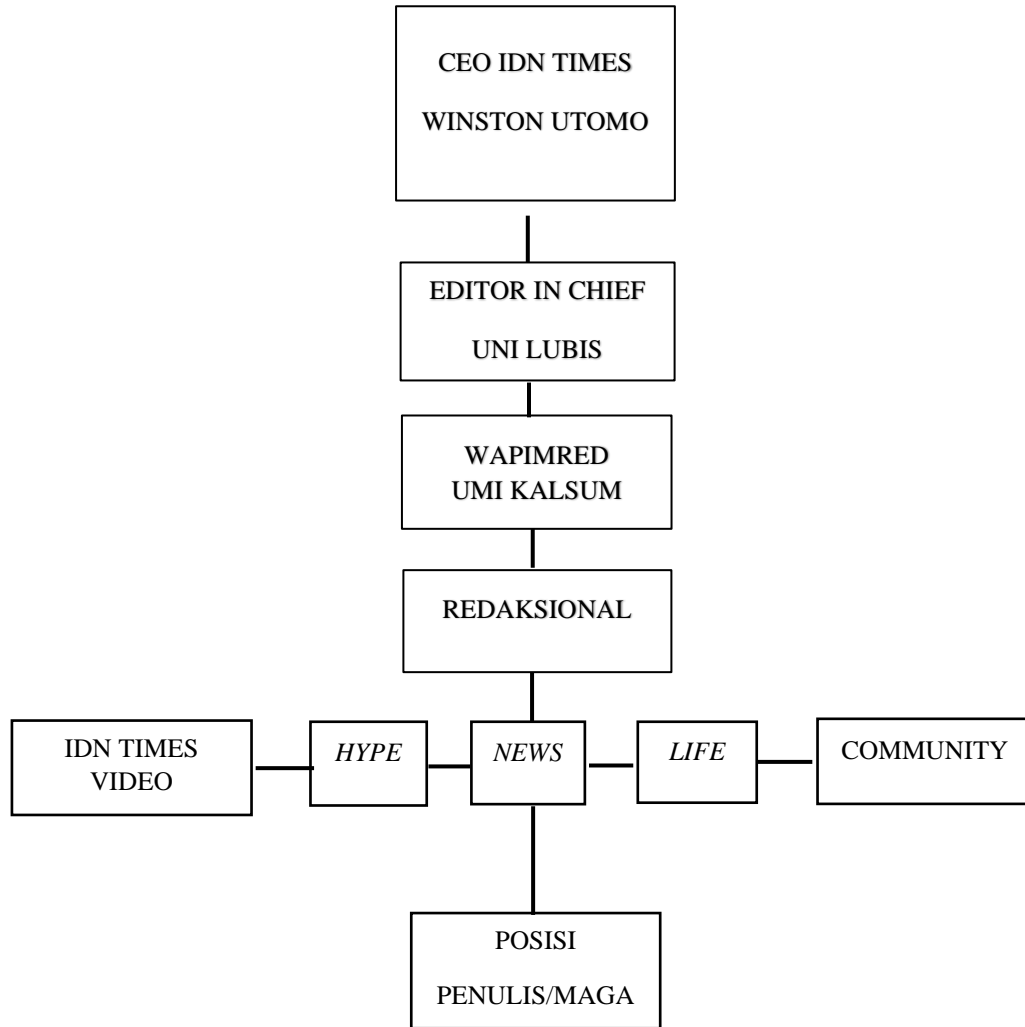 CEO IDN TIMES
WINSTON UTOMO
EDITOR IN CHIEF
UNI LUBIS
WAPIMRED
UMI KALSUM
REDAKSIONAL
IDN TIMES
VIDEO
HYPE
NEWS
LIFE
COMMUNITY
POSISI
PENULIS/MAGA